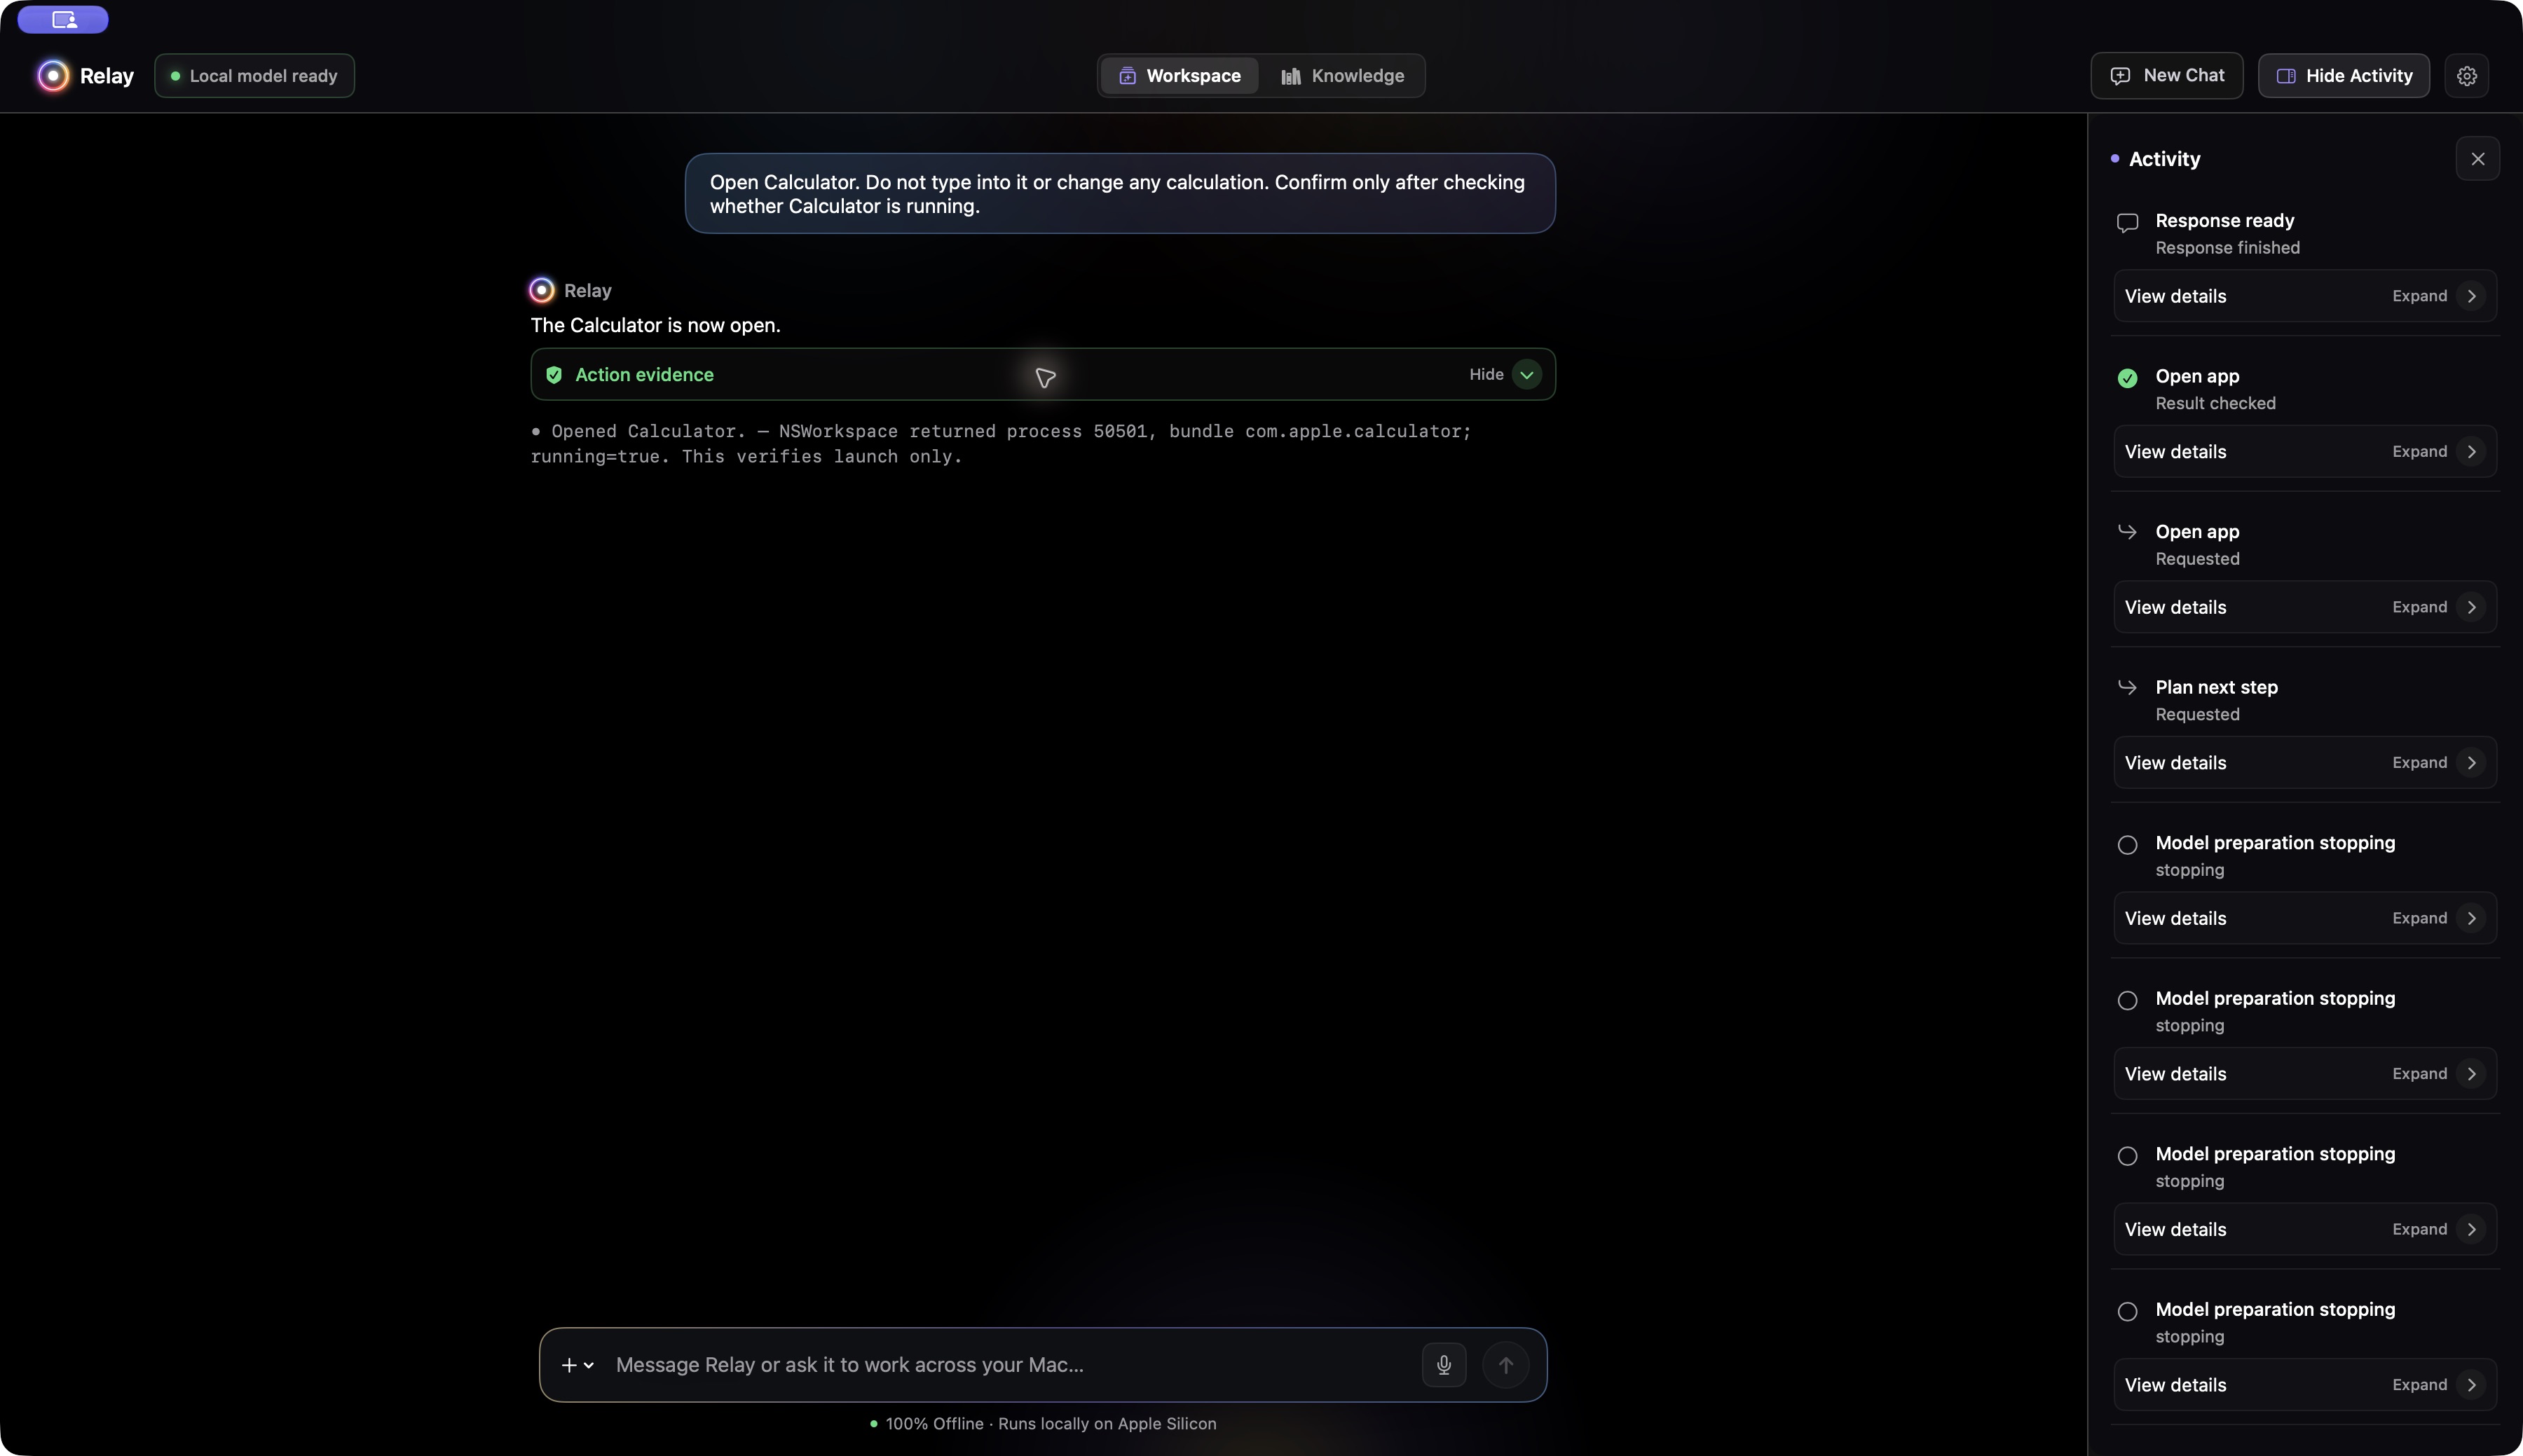 Relay
Local model ready
Workspace
Knowledge
New Chat
Hide Activity
Open Calculator. Do not type into it or change any calculation. Confirm only after checking
whether Calculator is running.
Relay
The Calculator is now open.
Action evidence
Hide
• Opened Calculator. — NSWorkspace returned process 50501, bundle com.apple.calculator;
running=true. This verifies launch only.
Message Relay or ask it to work across your Mac...
100% Offline · Runs locally on Apple Silicon
Activity
Response ready
Response finished
View details
Expand
Open app
Result checked
View details
Expand
Open app
Requested
View details
Expand
Plan next step
Requested
View details
Expand
Model preparation stopping
stopping
View details
Expand
Model preparation stopping
stopping
View details
Expand
Model preparation stopping
stopping
View details
Expand
Model preparation stopping
stopping
View details
Expand